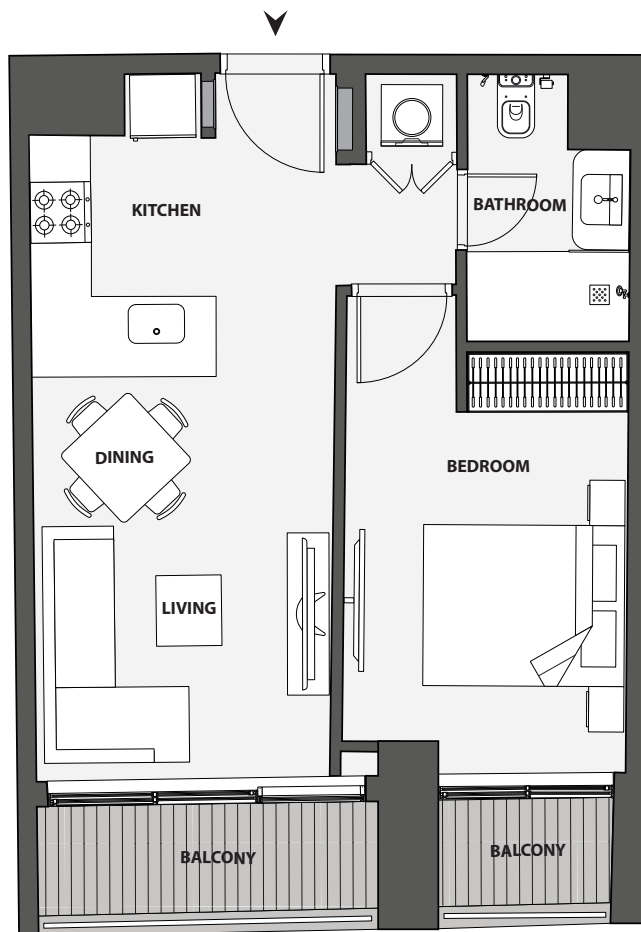 KITCHEN
BATHROOM
DINING
BEDROOM
LIVING
BALCONY
BALCONY